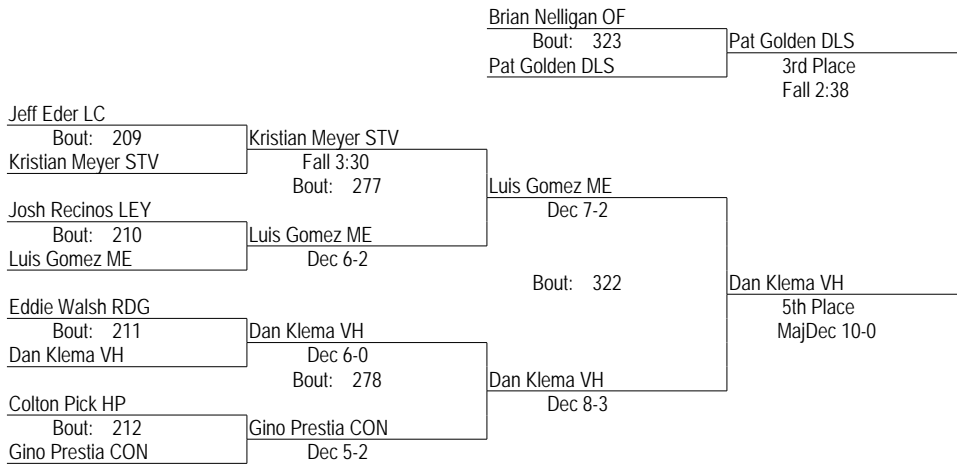 Brian Nelligan OF
Bout: 323
Pat Golden DLS
Pat Golden DLS
3rd Place
Fall 2:38
Jeff Eder LC
Bout: 209
Kristian Meyer STV
Kristian Meyer STV
Fall 3:30
Bout: 277
Josh Recinos LEY
Bout: 210
Luis Gomez ME
Luis Gomez ME
Dec 6-2
Luis Gomez ME
Dec 7-2
Bout: 322
Eddie Walsh RDG
Bout: 211
Dan Klema VH
Dan Klema VH
Dec 6-0
Bout: 278
Colton Pick HP
Bout: 212
Gino Prestia CON
Gino Prestia CON
Dec 5-2
Dan Klema VH
Dec 8-3
Dan Klema VH
5th Place
MajDec 10-0